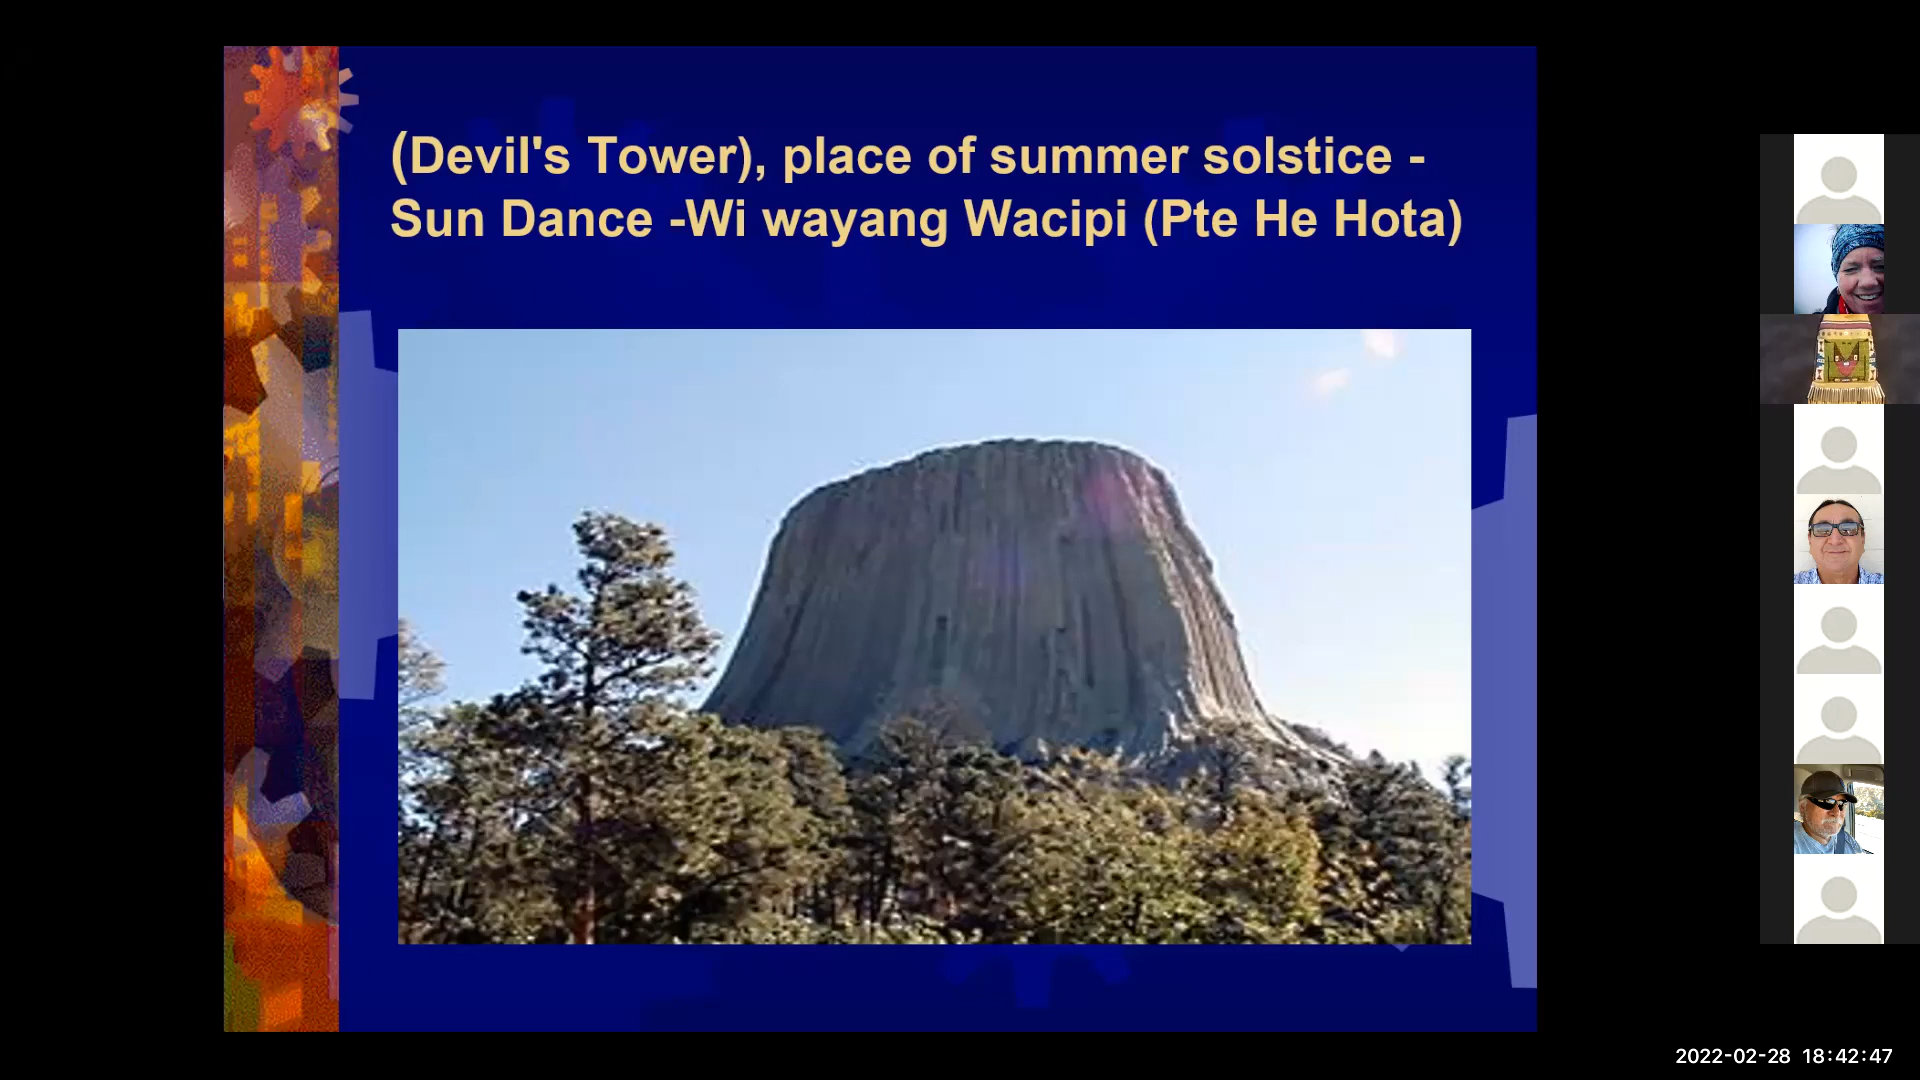 (Devil's Tower), place of summer solstice -
Sun Dance -Wi wayang Wacipi (Pte He Hota)
2022-02-28 18:42:47